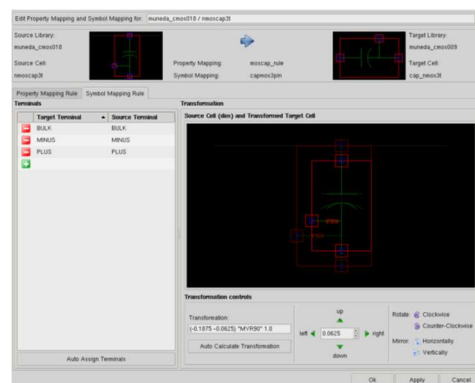 Edit Property Mapping and Symbol Mapping for: muneda_cmos018 / nmoscap3t
Source Library:
muneda_cmos018
Source Cell:
nmoscap3t
Property Mapping: moscap_rule
Symbol Mapping: capmos3pin
Target Library:
muneda_cmos009
Target Cell:
cap_nmos3t
Property Mapping Rule Symbol Mapping Rule
Terminals
Target Terminal Source Terminal
BULK BULK
MINUS MINUS
PLUS PLUS
Auto Assign Terminals
Transformation
Source Cell (dim) and Transformed Target Cell
Transformation controls
Transformation:
(-0.1875 -0.0625) "MYR90" 1.0
Auto Calculate Transformation
up
left 0.0625 right
down
Rotate: Clockwise
Counter-Clockwise
Mirror: Horizontally
Vertically
Ok Apply Cancel